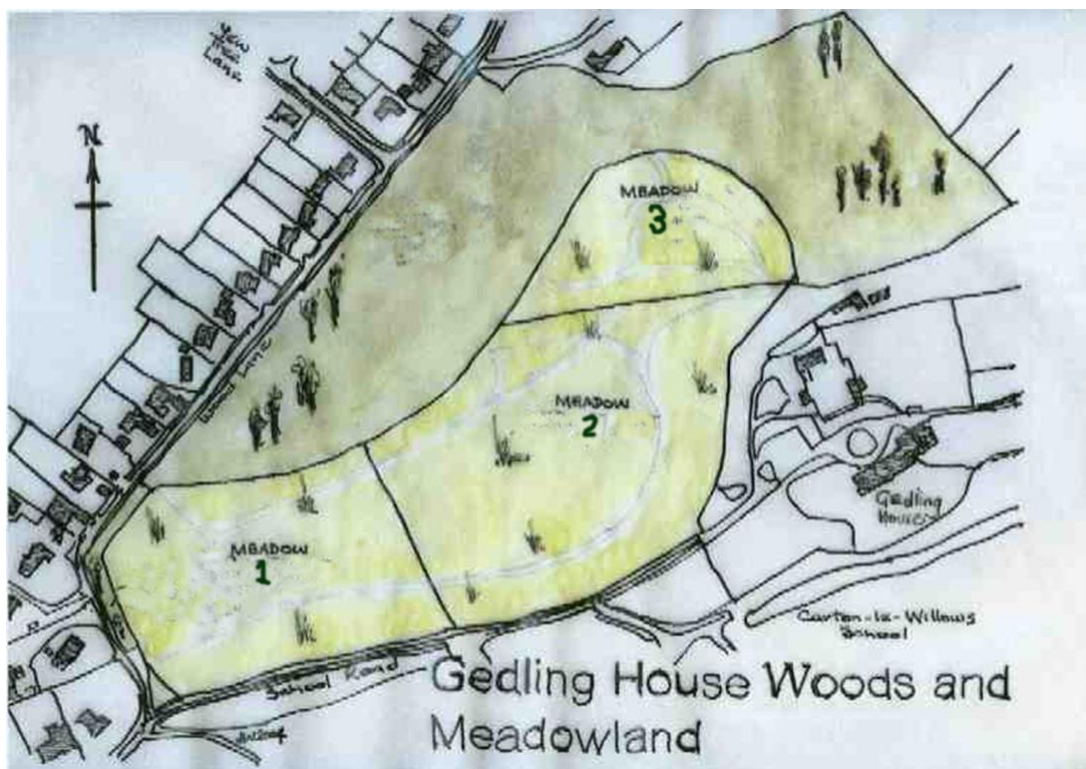 Yew
Tree
Lane
N
MEADOW
3
Wood Lane
MEADOW
2
Gedling
House
MEADOW
1
Carlton-le-Willows
School
School Road
Gedling House Woods and
Meadowland